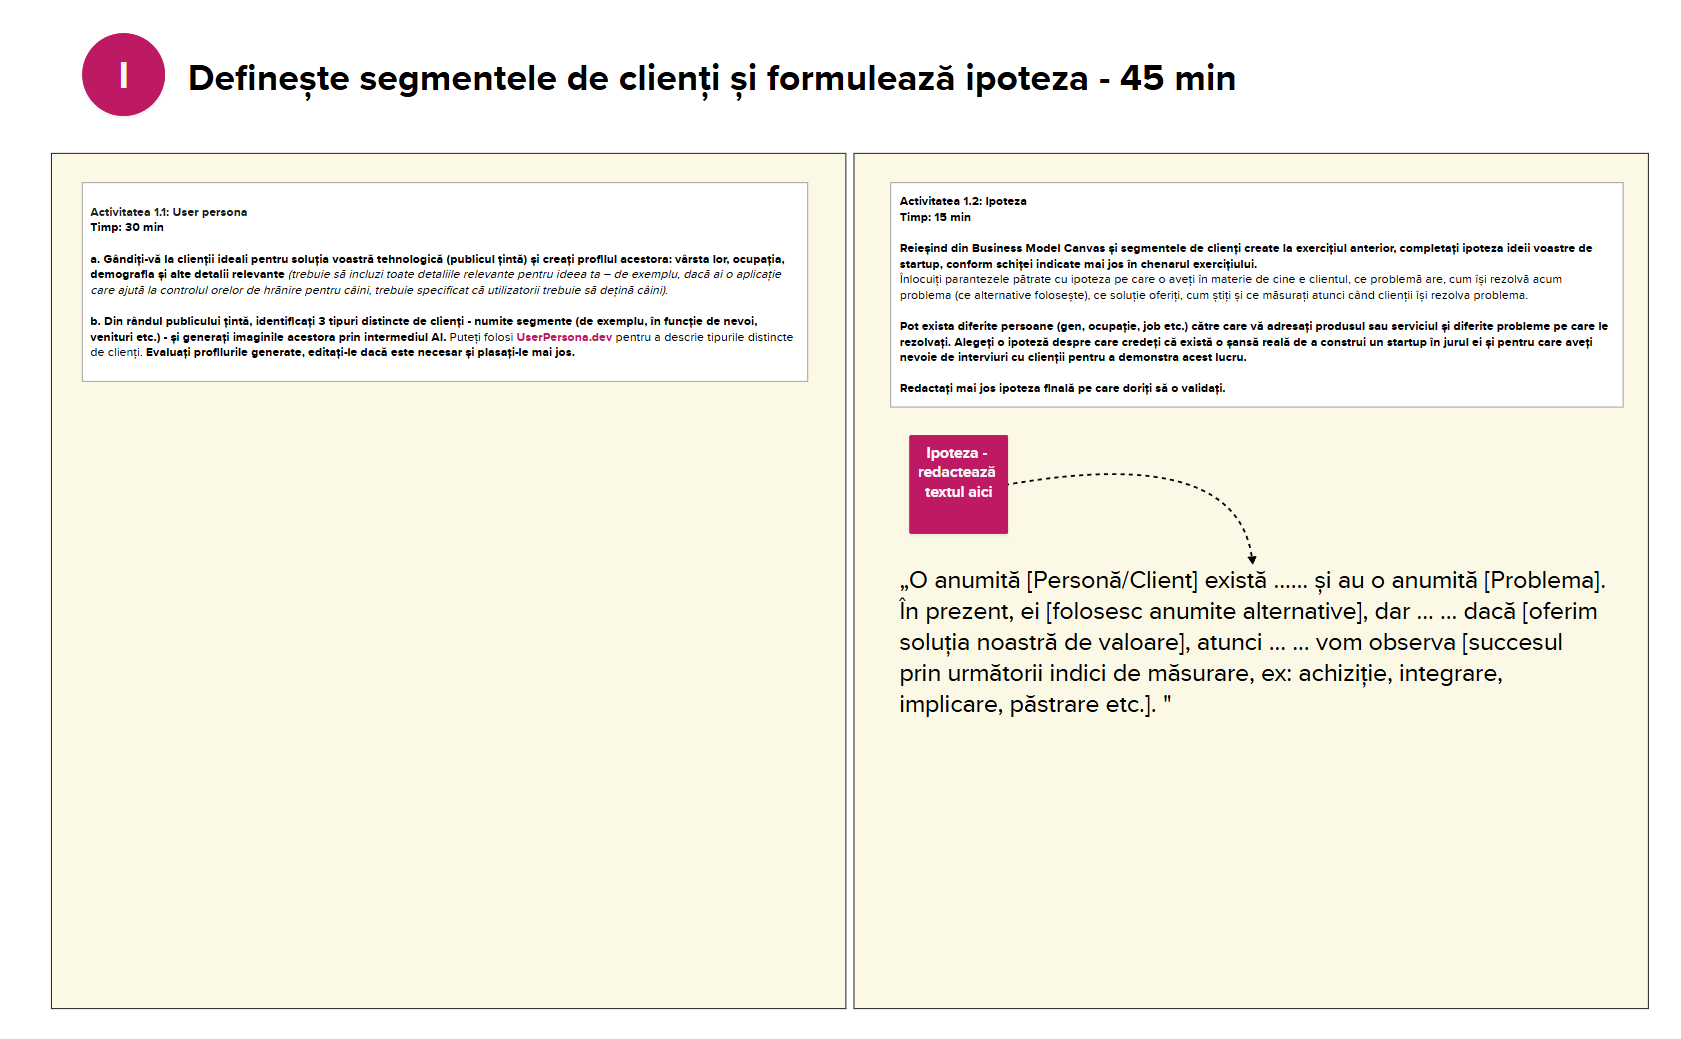 I
Definește segmentele de clienți și formulează ipoteza - 45 min
Activitatea 1.1: User persona
Timp: 30 min
a. Gândiți-vă la clienții ideali pentru soluția voastră tehnologică (publicul țintă) și creați profilul acestora: vârsta lor, ocupația,
demografia și alte detalii relevante (trebuie să incluzi toate detaliile relevante pentru ideea ta – de exemplu, dacă ai o aplicație
care ajută la controlul orelor de hrănire pentru câini, trebuie specificat că utilizatorii trebuie să dețină câini).
b. Din rândul publicului țintă, identificați 3 tipuri distincte de clienți - numite segmente (de exemplu, în funcție de nevoi,
venituri etc.) - și generați imaginile acestora prin intermediul AI. Puteți folosi UserPersona.dev pentru a descrie tipurile distincte
de clienți. Evaluați profilurile generate, editați-le dacă este necesar și plasați-le mai jos.
Activitatea 1.2: Ipoteza
Timp: 15 min
Reieșind din Business Model Canvas și segmentele de clienți create la exercițiul anterior, completați ipoteza ideii voastre de
startup, conform schiței indicate mai jos în chenarul exercițiului.
Înlocuiți parantezele pătrate cu ipoteza pe care o aveți în materie de cine e clientul, ce problemă are, cum își rezolvă acum
problema (ce alternative folosește), ce soluție oferiți, cum știți și ce măsurați atunci când clienții își rezolva problema.
Pot exista diferite persoane (gen, ocupație, job etc.) către care vă adresați produsul sau serviciul și diferite probleme pe care le
rezolvați. Alegeți o ipoteză despre care credeți că există o șansă reală de a construi un startup în jurul ei și pentru care aveți
nevoie de interviuri cu clienții pentru a demonstra acest lucru.
Redactați mai jos ipoteza finală pe care doriți să o validați.
Ipoteza -
redactează
textul aici
„O anumită [Personă/Client] există ...... și au o anumită [Problema].
În prezent, ei [folosesc anumite alternative], dar ... ... dacă [oferim
soluția noastră de valoare], atunci ... ... vom observa [succesul
prin următorii indici de măsurare, ex: achiziție, integrare,
implicare, păstrare etc.]. "